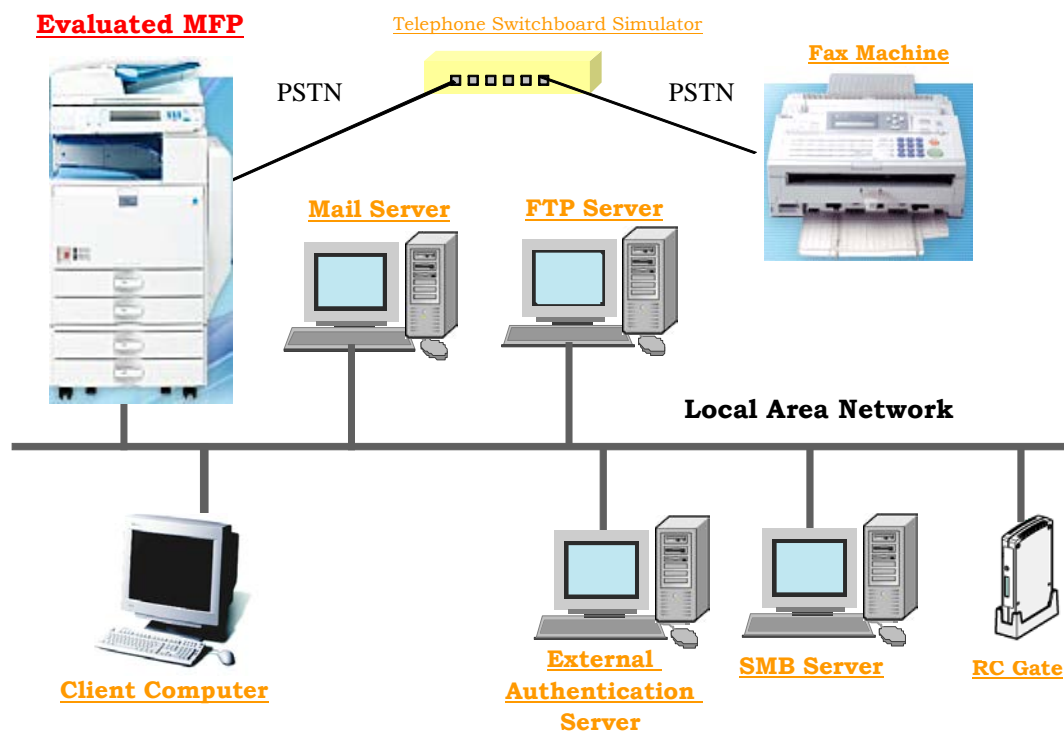 Evaluated MFP
Telephone Switchboard Simulator
Fax Machine
PSTN
PSTN
Mail Server
FTP Server
Local Area Network
Client Computer
External
Authentication
Server
SMB Server
RC Gate